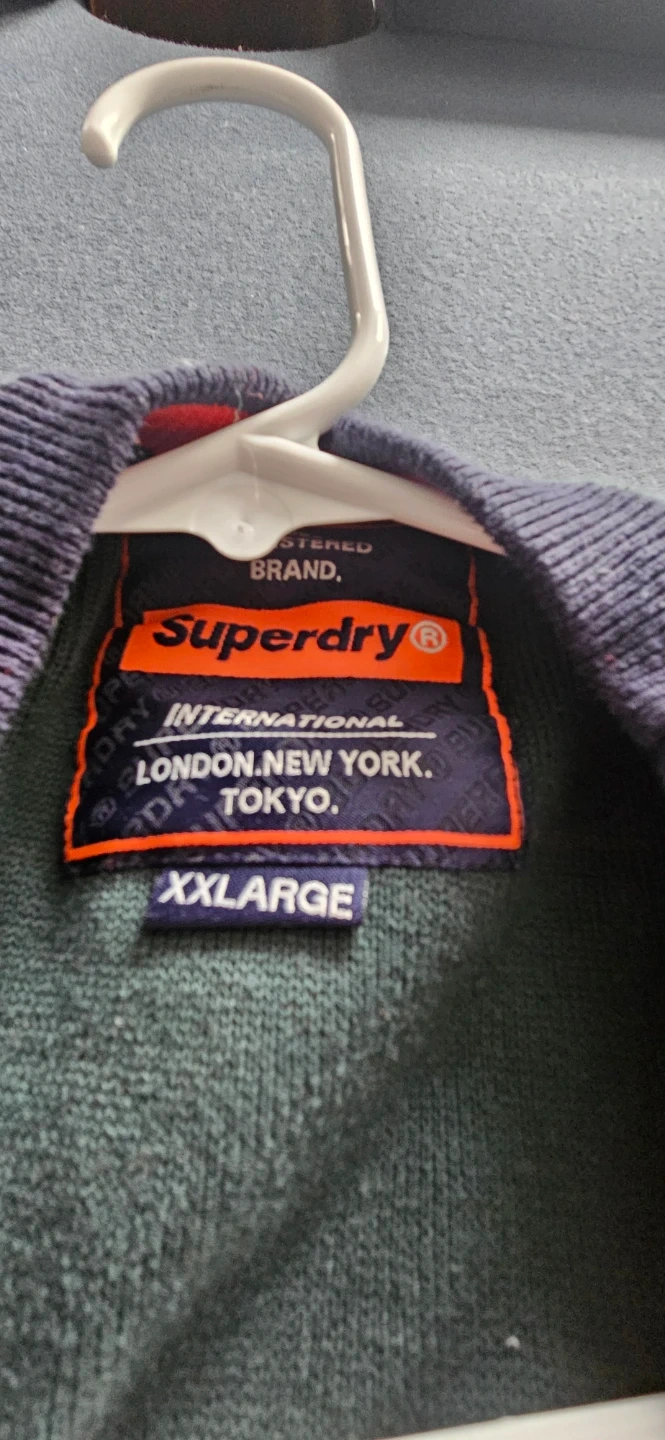 BRAND.
Superdry®
INTERNATIONAL
LONDON.NEW YORK.
TOKYO.
XXLARGE